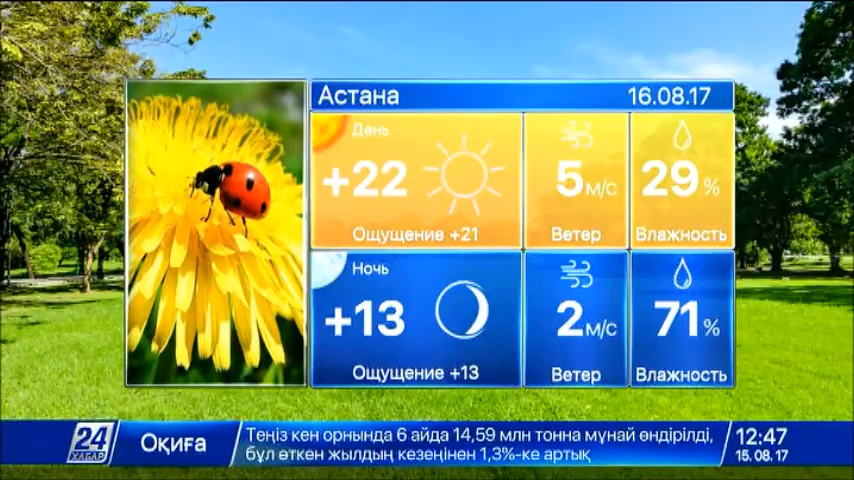 Астана 16.08.17
День
+22 5 м/с 29 %
Ощущение +21 Ветер Влажность
Ночь
+13 2 м/с 71 %
Ощущение +13 Ветер Влажность
24 ХАБАР Оқиға
Теңіз кен орнында 6 айда 14,59 млн тонна мұнай өндірілді,
бұл өткен жылдың кезеңінен 1,3%-ке артық
12:47
15.08.17